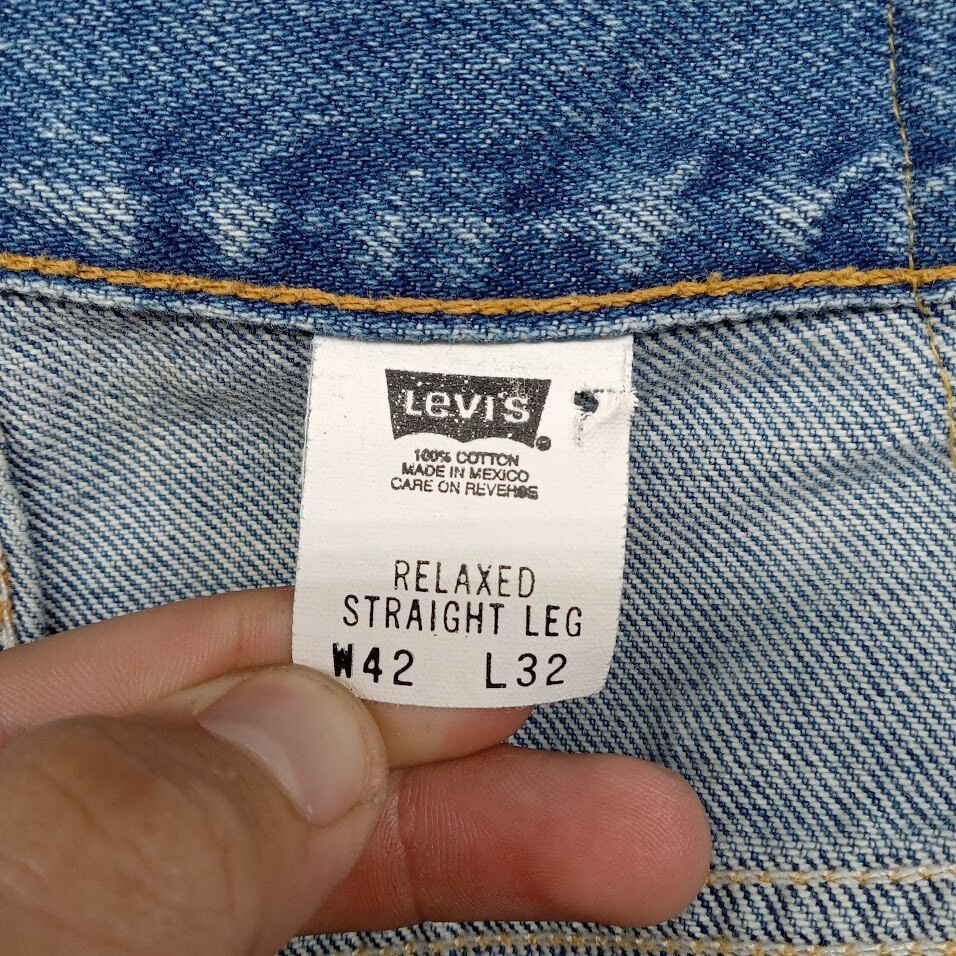 Levi's®
100% COTTON
MADE IN MEXICO
CARE ON REVERSE
RELAXED
STRAIGHT LEG
W42 L32